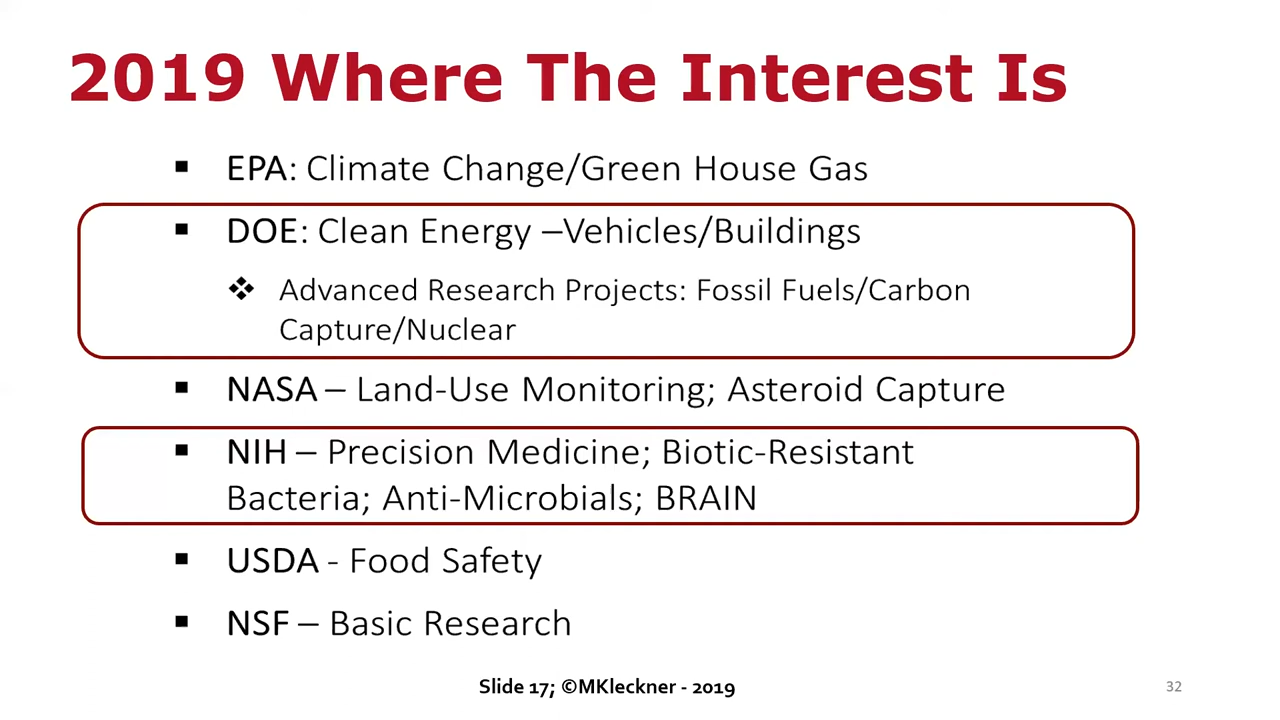 2019 Where The Interest Is
▪ EPA: Climate Change/Green House Gas
▪ DOE: Clean Energy –Vehicles/Buildings
❖ Advanced Research Projects: Fossil Fuels/Carbon
Capture/Nuclear
▪ NASA – Land-Use Monitoring; Asteroid Capture
▪ NIH – Precision Medicine; Biotic-Resistant
Bacteria; Anti-Microbials; BRAIN
▪ USDA - Food Safety
▪ NSF – Basic Research
Slide 17; ©MKleckner - 2019
32